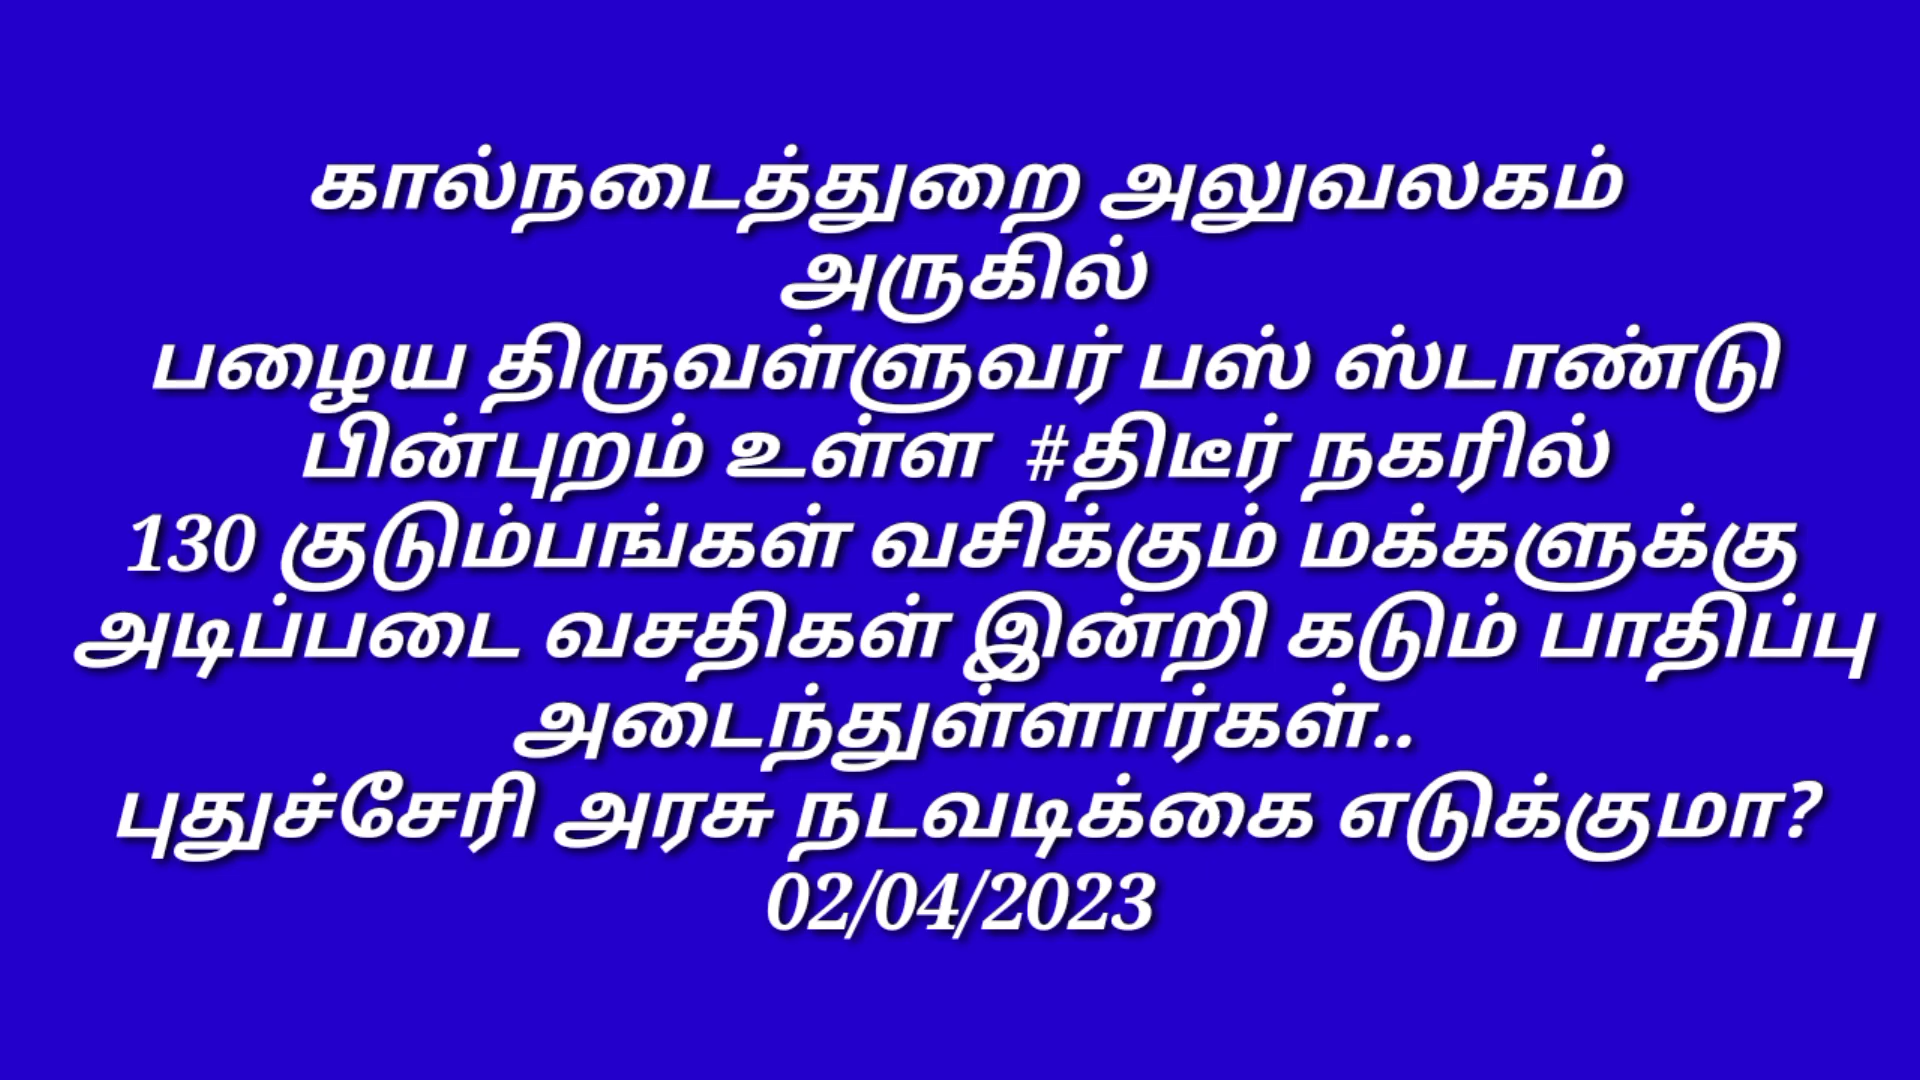 கால்நடைத்துறை அலுவலகம்
அருகில்
பழைய திருவள்ளுவர் பஸ் ஸ்டாண்டு
பின்புறம் உள்ள #திடீர் நகரில்
130 குடும்பங்கள் வசிக்கும் மக்களுக்கு
அடிப்படை வசதிகள் இன்றி கடும் பாதிப்பு
அடைந்துள்ளார்கள்..
புதுச்சேரி அரசு நடவடிக்கை எடுக்குமா?
02/04/2023